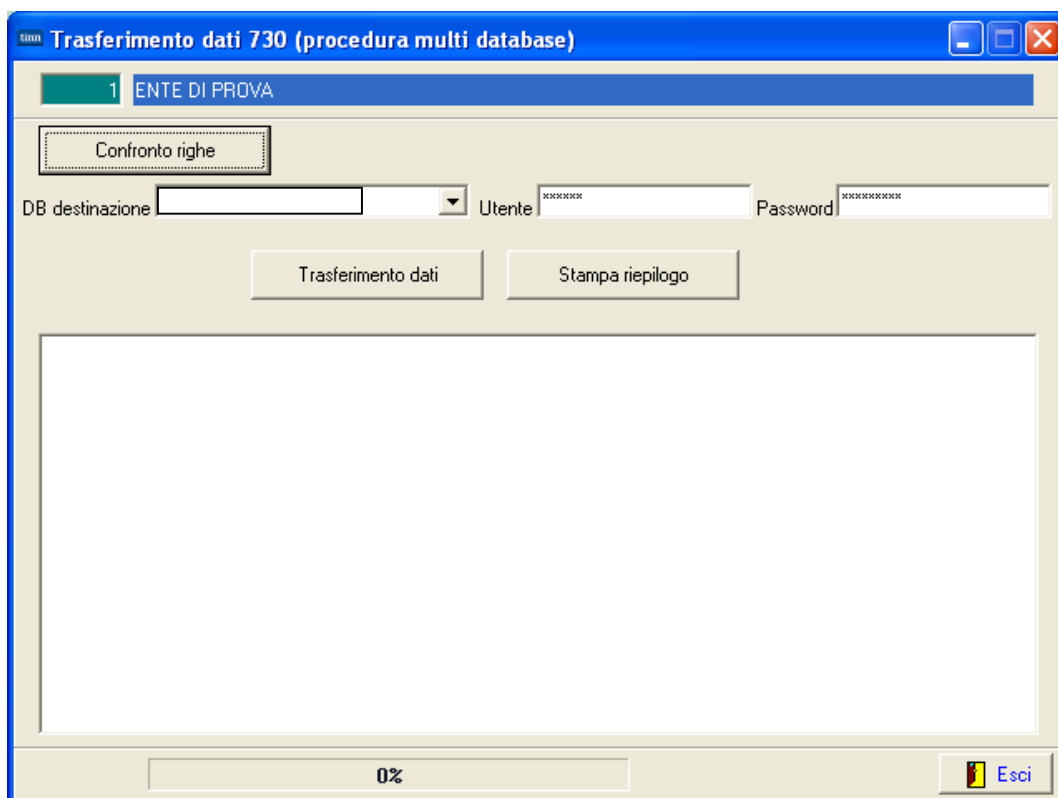 tinn Trasferimento dati 730 (procedura multi database)
1 ENTE DI PROVA
Confronto righe
DB destinazione Utente ****** Password *********
Trasferimento dati Stampa riepilogo
0% Esci